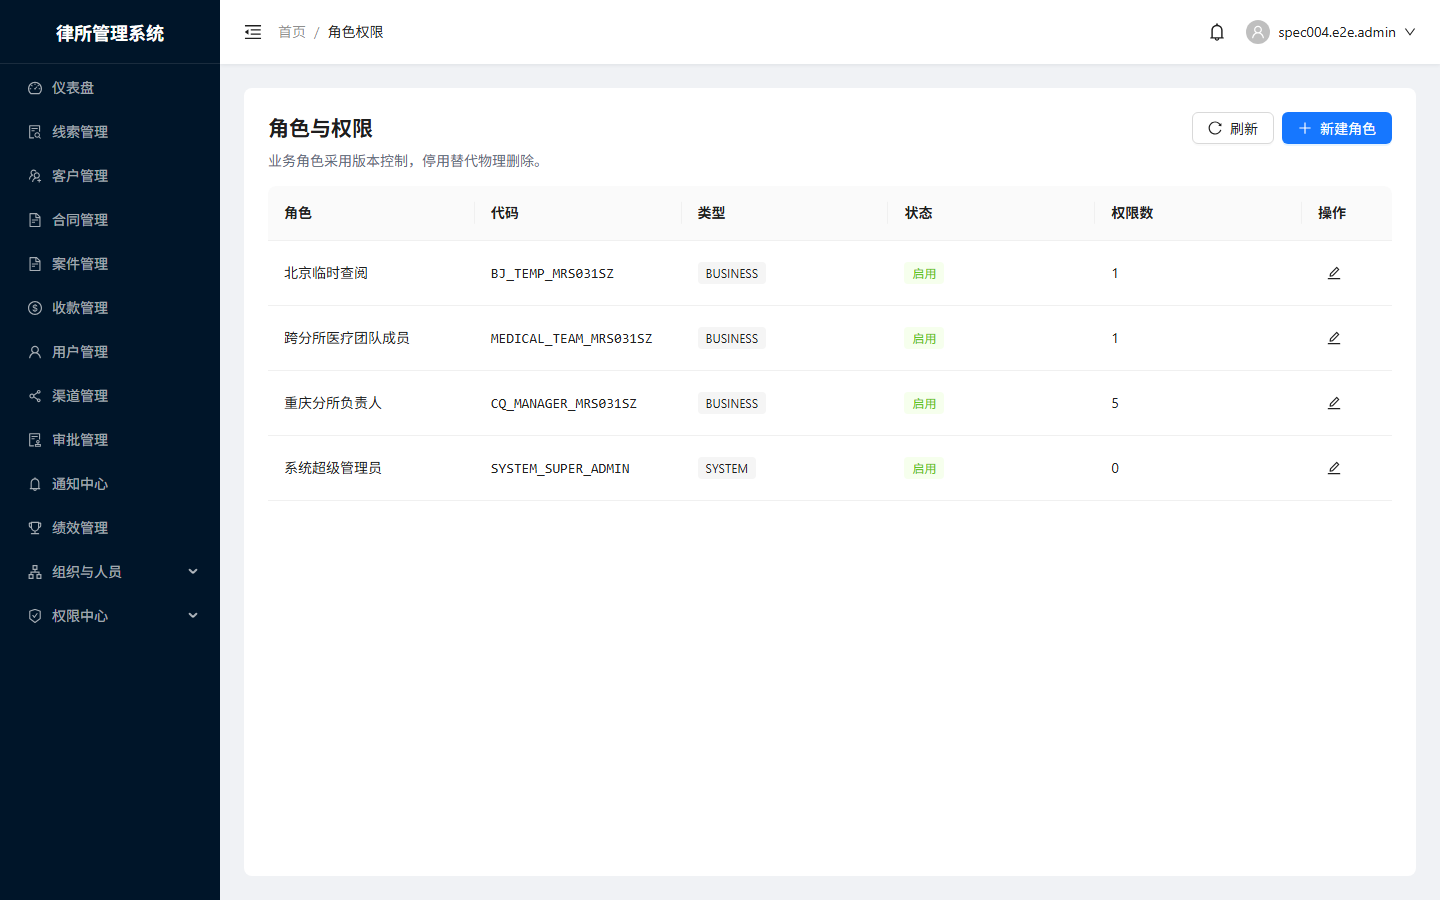 律所管理系统
首页 / 角色权限
spec004.e2e.admin
仪表盘
线索管理
客户管理
合同管理
案件管理
收款管理
用户管理
渠道管理
审批管理
通知中心
绩效管理
组织与人员
权限中心
角色与权限
刷新
新建角色
业务角色采用版本控制，停用替代物理删除。
角色 代码 类型 状态 权限数 操作
北京临时查阅 BJ_TEMP_MRS031SZ BUSINESS 启用 1
跨分所医疗团队成员 MEDICAL_TEAM_MRS031SZ BUSINESS 启用 1
重庆分所负责人 CQ_MANAGER_MRS031SZ BUSINESS 启用 5
系统超级管理员 SYSTEM_SUPER_ADMIN SYSTEM 启用 0